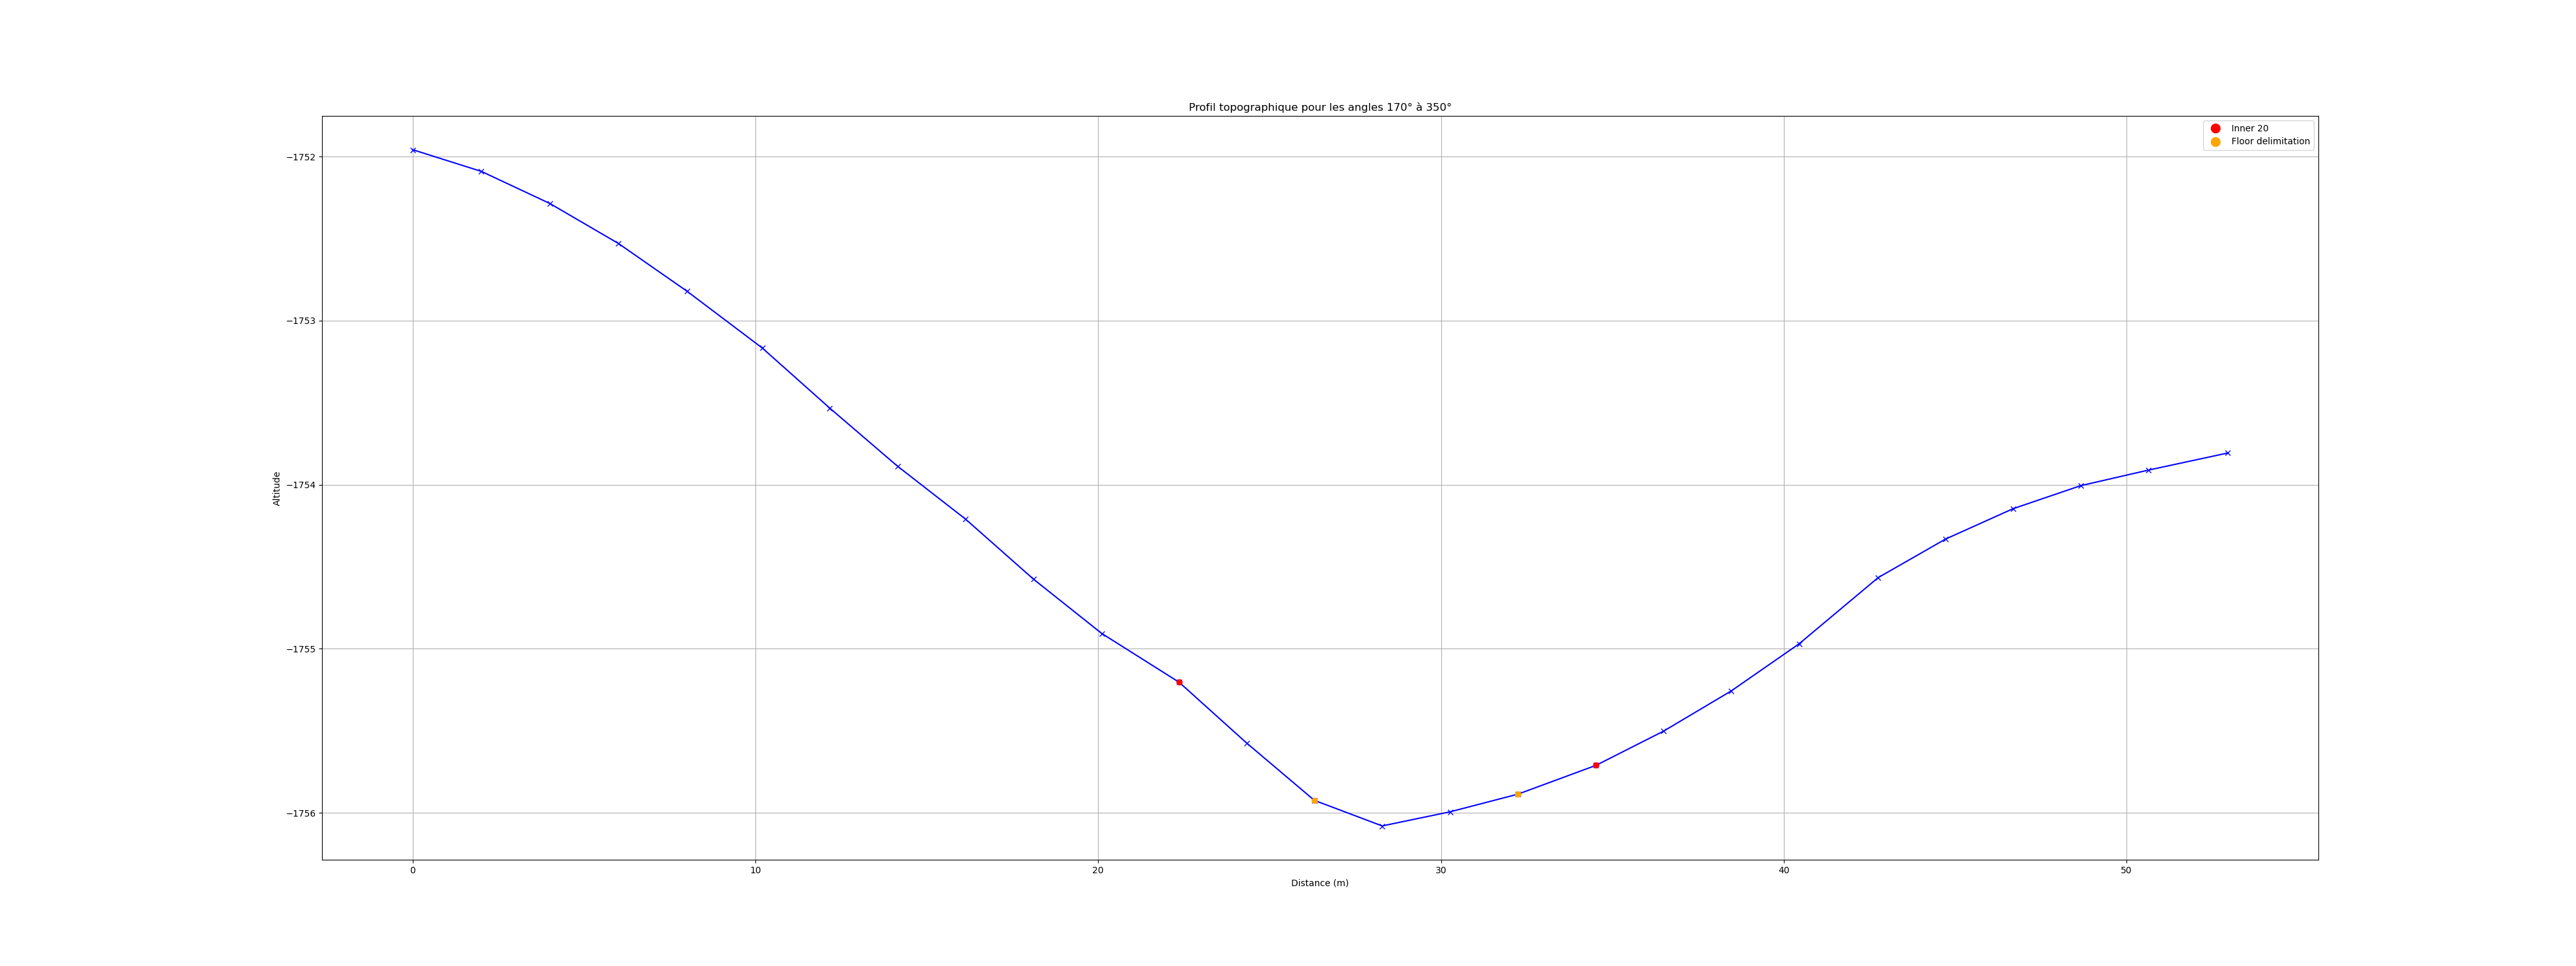 Profil topographique pour les angles 170° à 350°
Inner 20
Floor delimitation
Altitude
−1752
−1753
−1754
−1755
−1756
0 10 20 30 40 50
Distance (m)